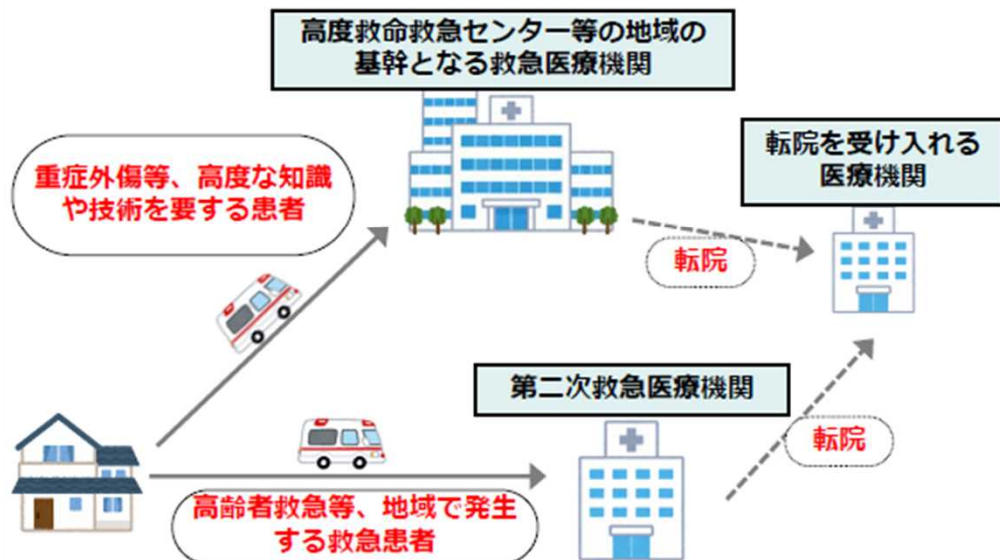 高度救命救急センター等の地域の
基幹となる救急医療機関
転院を受け入れる
医療機関
重症外傷等、高度な知識
や技術を要する患者
転院
第二次救急医療機関
転院
高齢者救急等、地域で発生
する救急患者